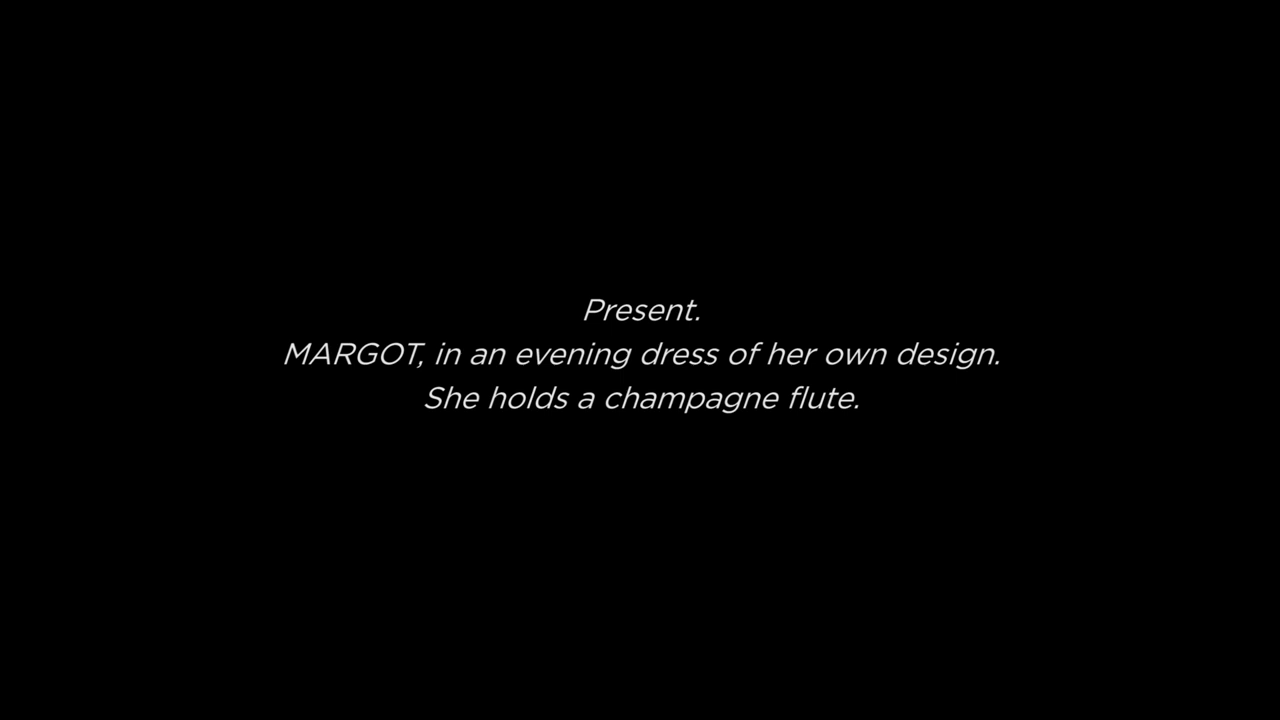 Present.
MARGOT, in an evening dress of her own design.
She holds a champagne flute.